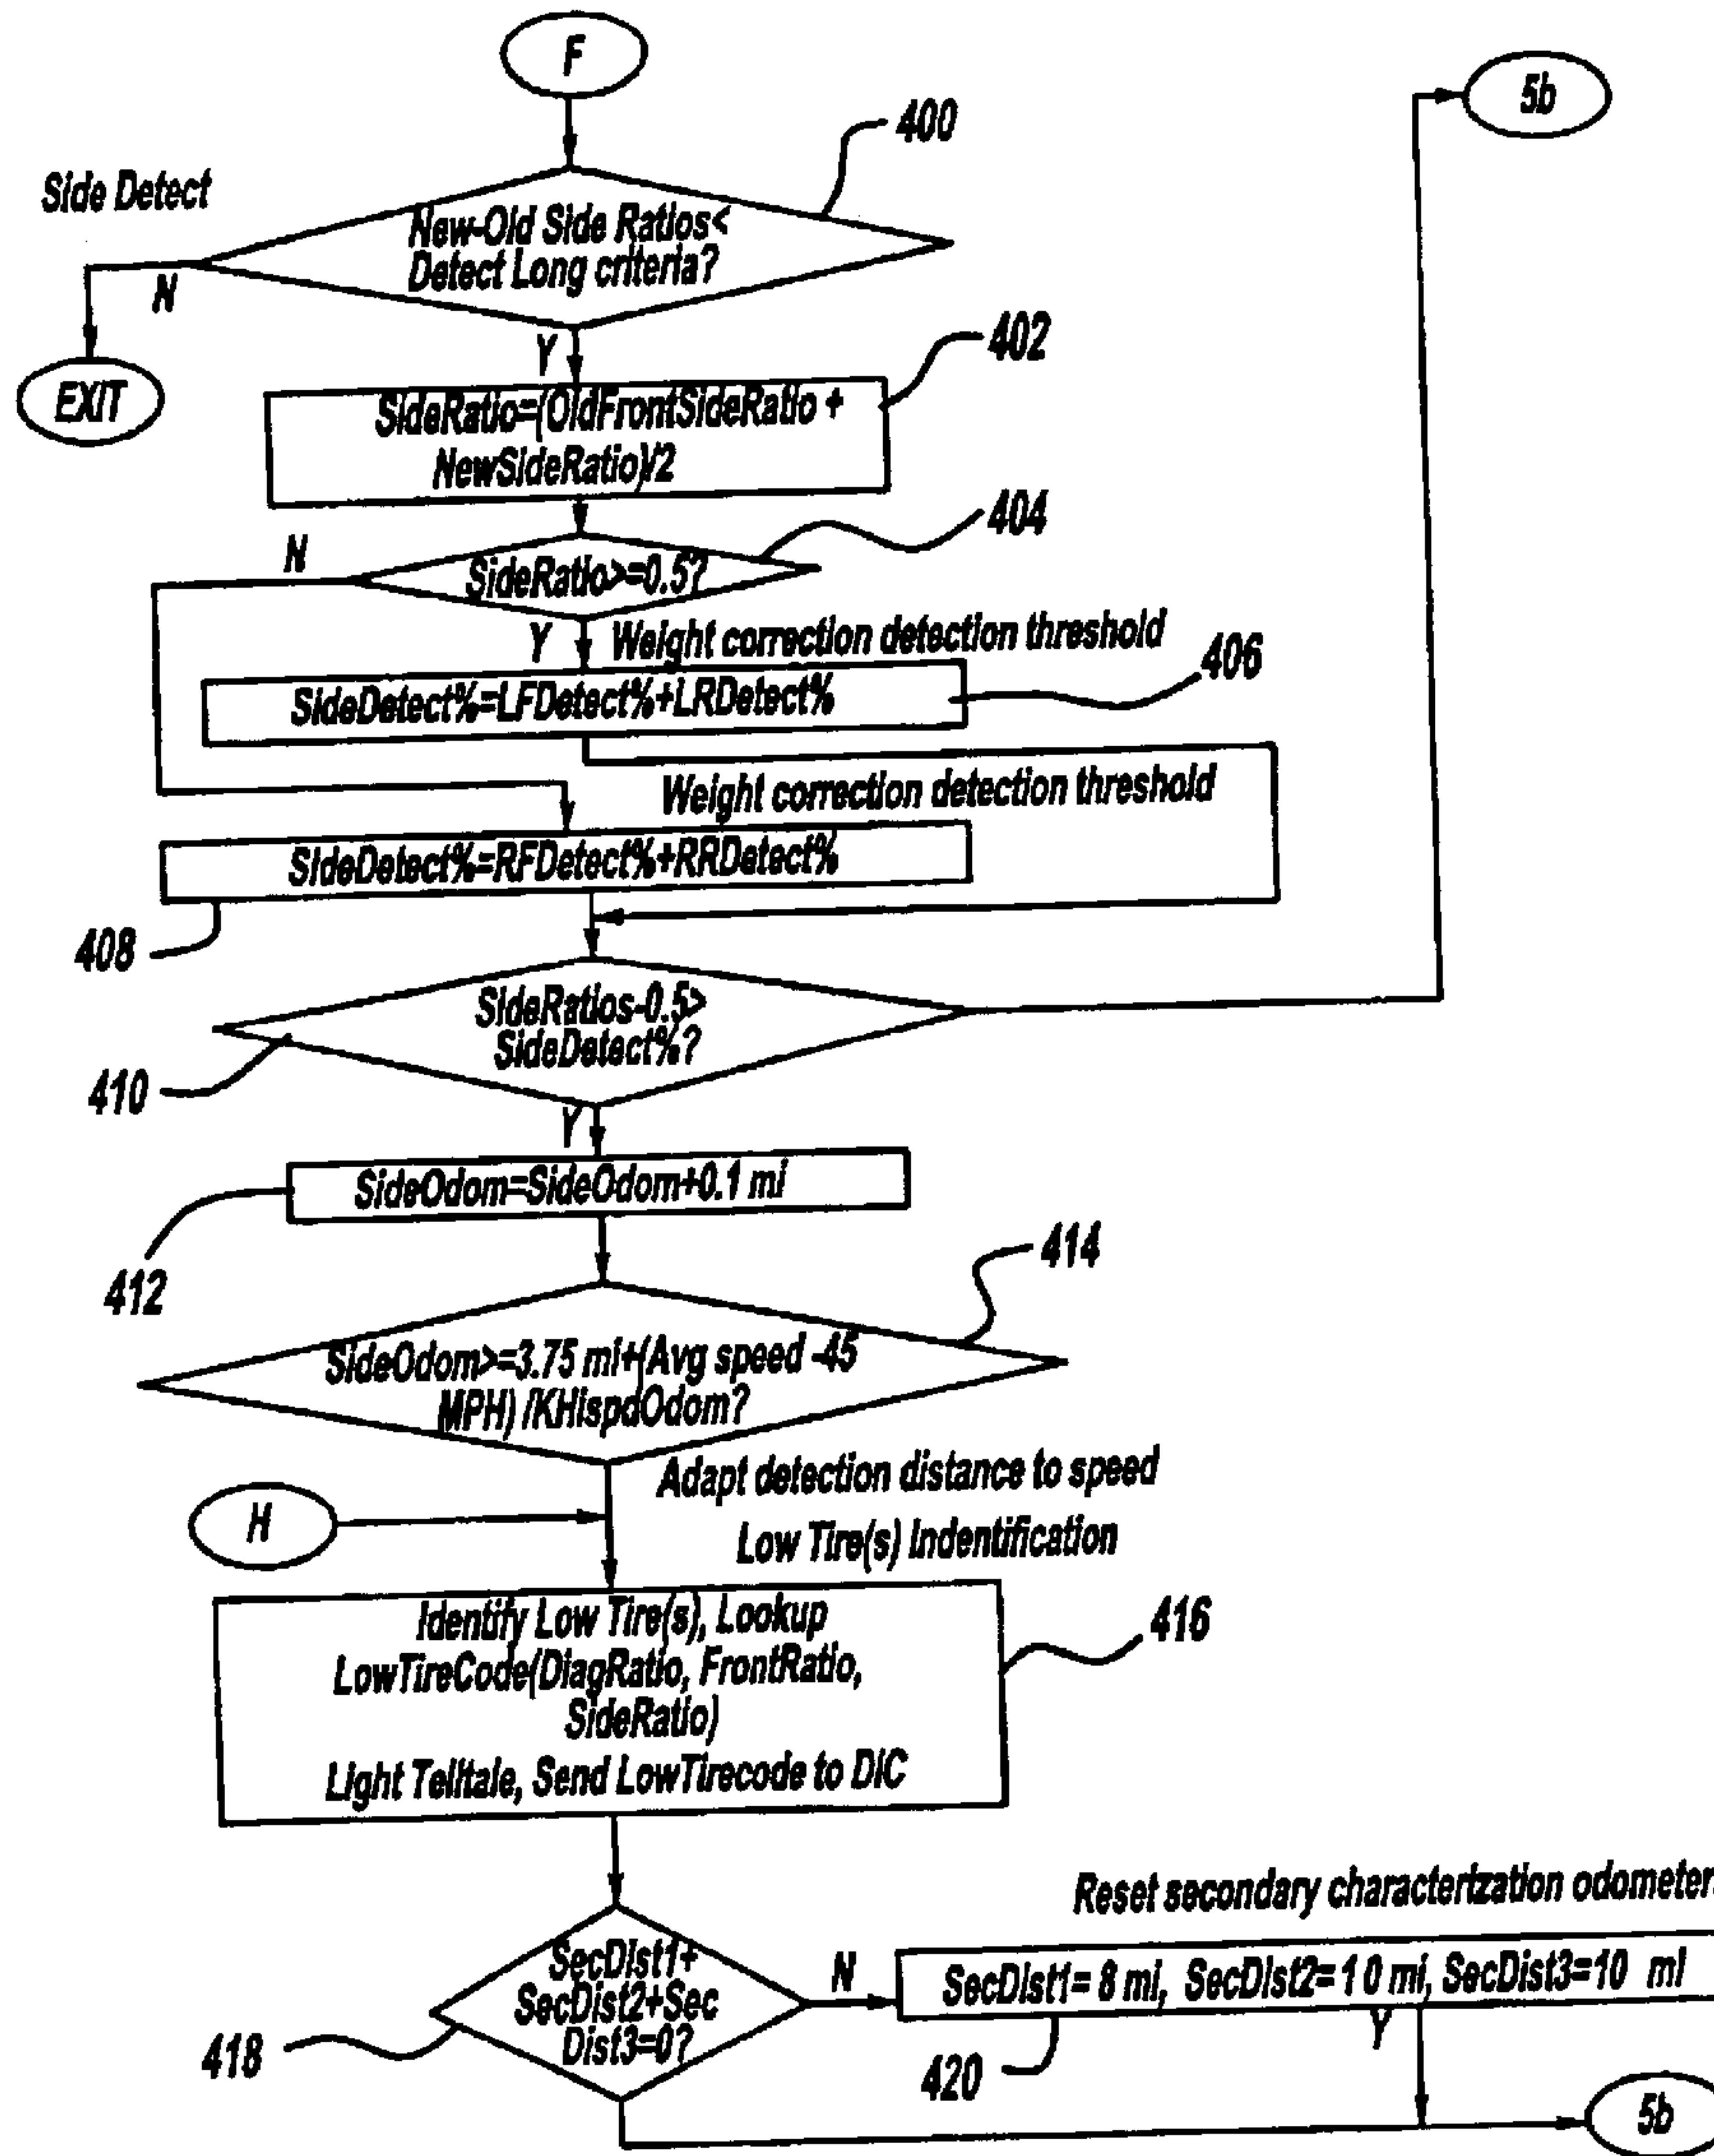 F
5b
400
Side Detect
New-Old Side Ratios<
Detect Long criteria?
N
EXIT
Y
402
SideRatio=(OldFrontSideRatio +
NewSideRatio)/2
404
N
SideRatio>=0.5?
Y
Weight correction detection threshold
406
SideDetect%=LFDetect%+LRDetect%
Weight correction detection threshold
SideDetect%=RFDetect%+RRDetect%
408
SideRatios-0.5>
SideDetect%?
410
Y
SideOdom=SideOdom+0.1 mi
412
414
SideOdom>=3.75 mi+(Avg speed -45
MPH) /KHispdOdom?
Adapt detection distance to speed
H
Low Tire(s) Indentification
Identify Low Tire(s), Lookup
LowTireCode(DiagRatio, FrontRatio,
SideRatio)
Light Telltale, Send LowTirecode to DIC
416
Reset secondary characterization odometer
SecDist1+
SecDist2+Sec
Dist3=0?
N
SecDist1= 8 mi, SecDist2= 10 mi, SecDist3=10 mi
418
420
Y
5b